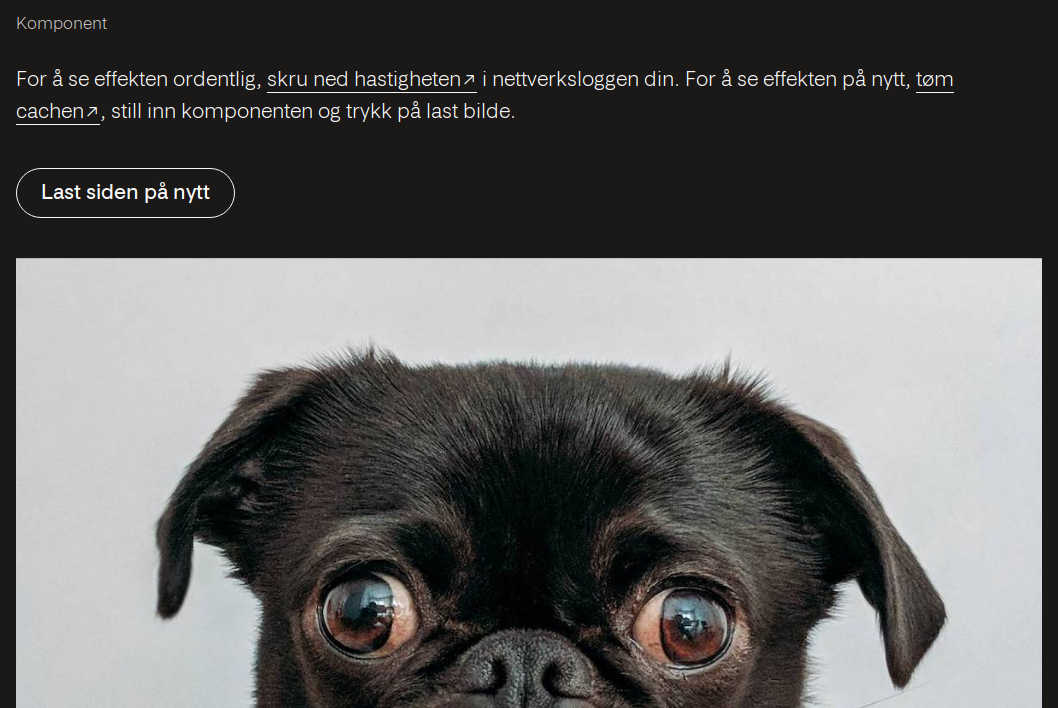 Komponent
For å se effekten ordentlig, skru ned hastigheten↗ i nettverksloggen din. For å se effekten på nytt, tøm
cachen↗, still inn komponenten og trykk på last bilde.
Last siden på nytt